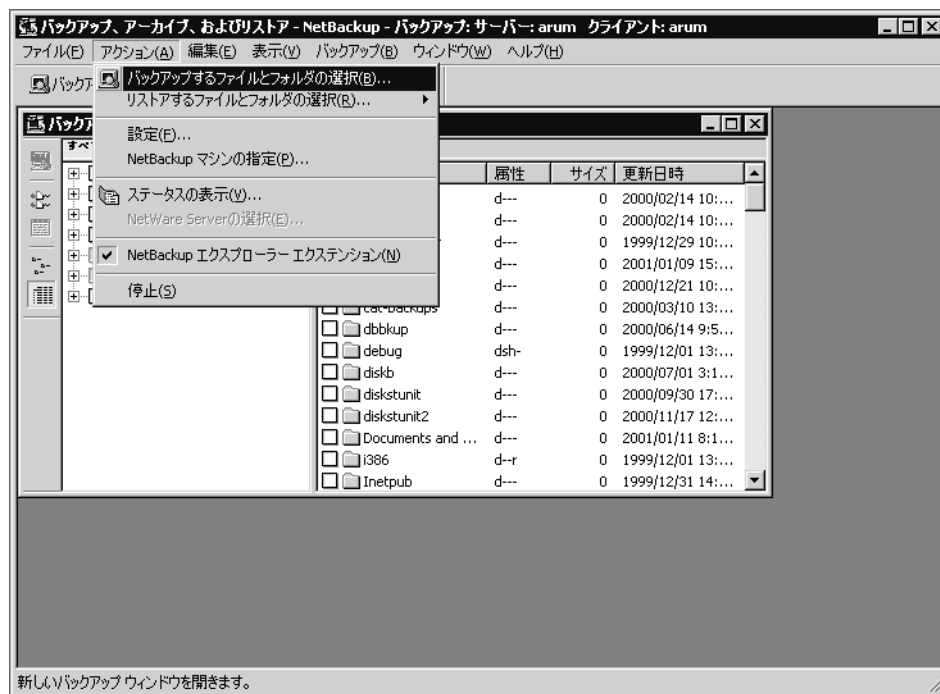 バックアップ、アーカイブ、およびリストア - NetBackup - バックアップ: サーバー: arum クライアント: arum
ファイル(F) アクション(A) 編集(E) 表示(V) バックアップ(B) ウィンドウ(W) ヘルプ(H)
バックア
バックアップするファイルとフォルダの選択(B)...
リストアするファイルとフォルダの選択(R)...
設定(F)...
NetBackup マシンの指定(P)...
ステータスの表示(V)...
NetWare Serverの選択(E)...
NetBackup エクスプローラー エクステンション(N)
停止(S)
バックア
すべ
属性 サイズ 更新日時
d--- 0 2000/02/14 10:...
d--- 0 2000/02/14 10:...
d--- 0 1999/12/29 10:...
d--- 0 2001/01/09 15:...
d--- 0 2000/12/21 10:...
cat-backups d--- 0 2000/03/10 13:...
dbbkup d--- 0 2000/06/14 9:5...
debug dsh- 0 1999/12/01 13:...
diskb d--- 0 2000/07/01 3:1...
diskstunit d--- 0 2000/09/30 17:...
diskstunit2 d--- 0 2000/11/17 12:...
Documents and ... d--- 0 2001/01/11 8:1...
i386 d--r 0 1999/12/01 13:...
Inetpub d--- 0 1999/12/31 14:...
新しいバックアップ ウィンドウを開きます。